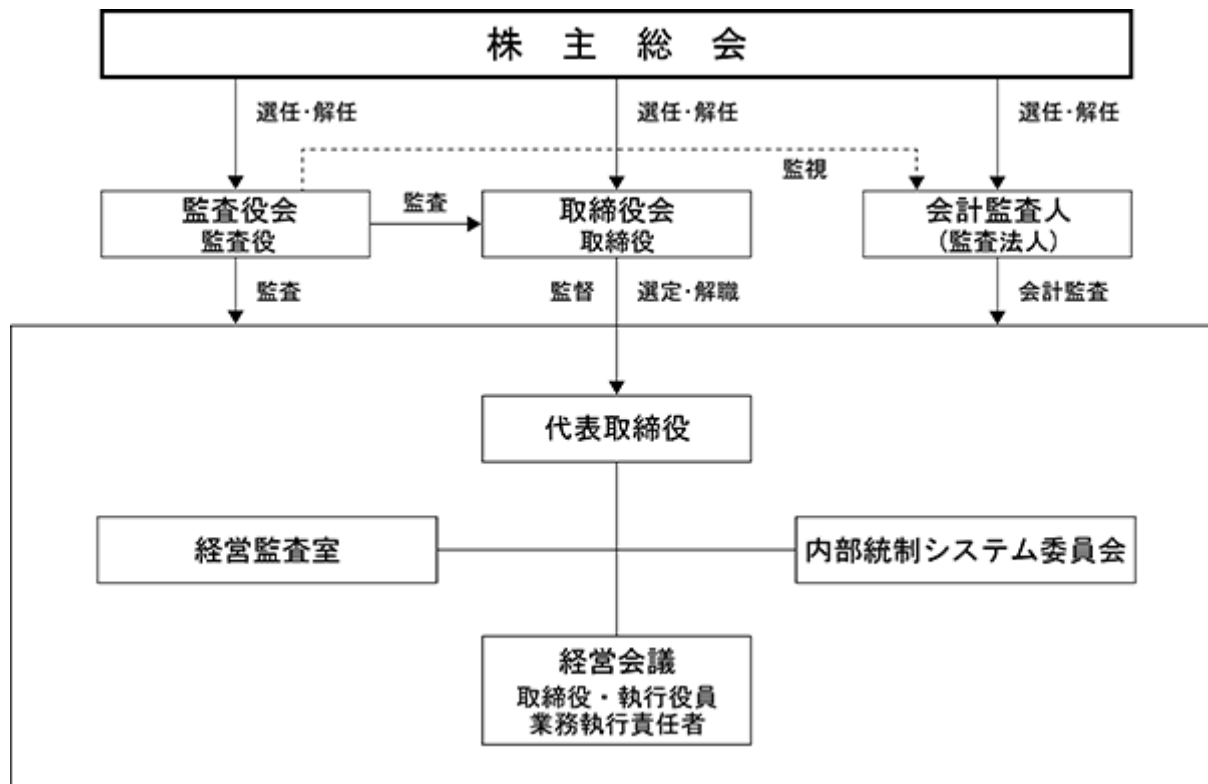 株主総会
選任・解任
選任・解任
選任・解任
監視
監査役会
監査役
監査
取締役会
取締役
会計監査人
(監査法人)
監査
監督
選定・解職
会計監査
代表取締役
経営監査室
内部統制システム委員会
経営会議
取締役・執行役員
業務執行責任者